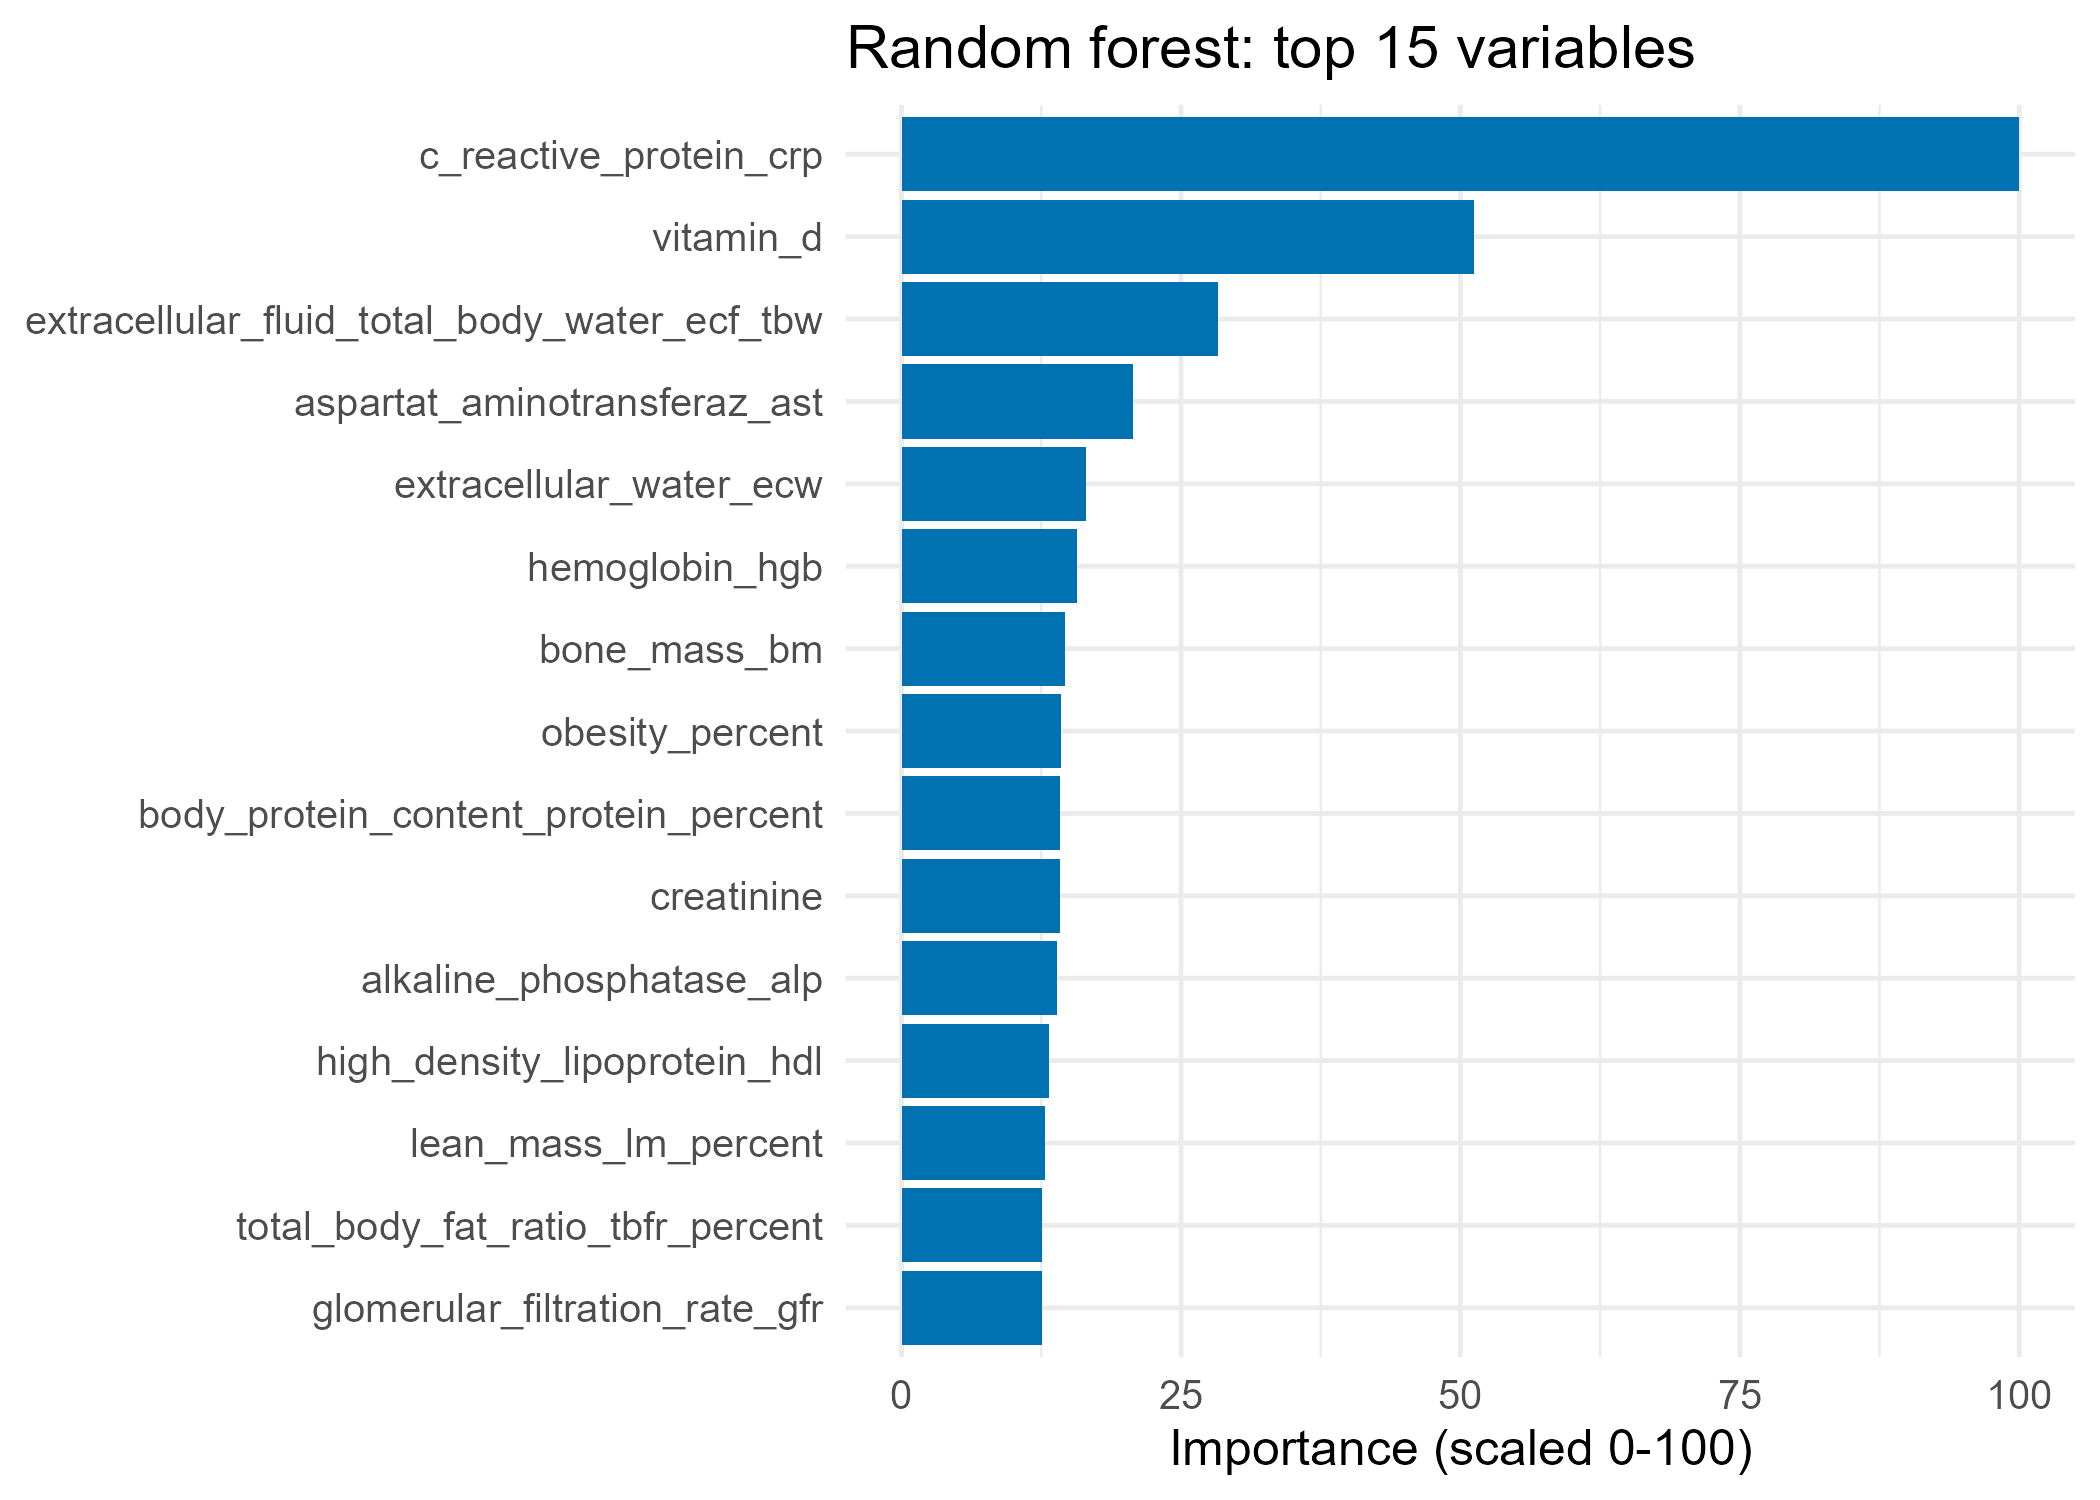 Random forest: top 15 variables
c_reactive_protein_crp
vitamin_d
extracellular_fluid_total_body_water_ecf_tbw
aspartat_aminotransferaz_ast
extracellular_water_ecw
hemoglobin_hgb
bone_mass_bm
obesity_percent
body_protein_content_protein_percent
creatinine
alkaline_phosphatase_alp
high_density_lipoprotein_hdl
lean_mass_lm_percent
total_body_fat_ratio_tbfr_percent
glomerular_filtration_rate_gfr
0 25 50 75 100
Importance (scaled 0-100)